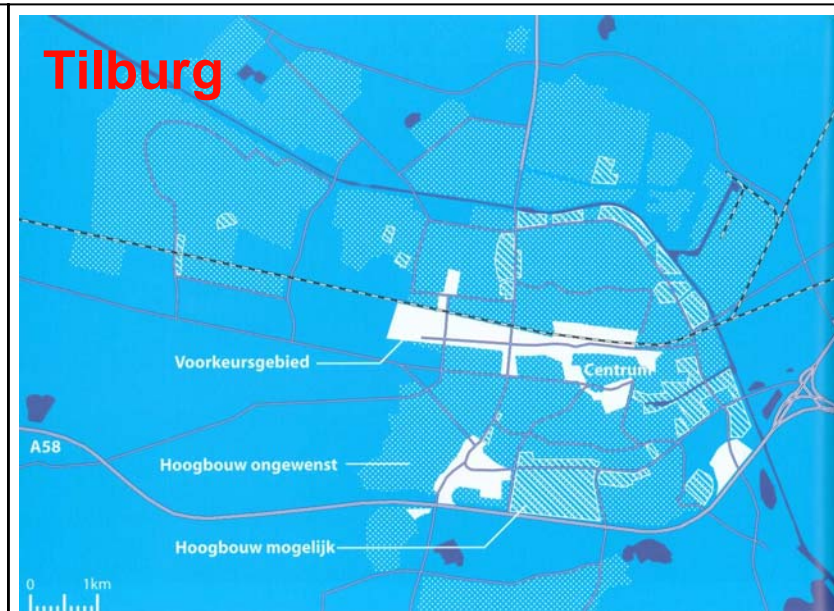 Tilburg
Voorkeursgebied
Centrum
A58
Hoogbouw ongewenst
Hoogbouw mogelijk
0 1km